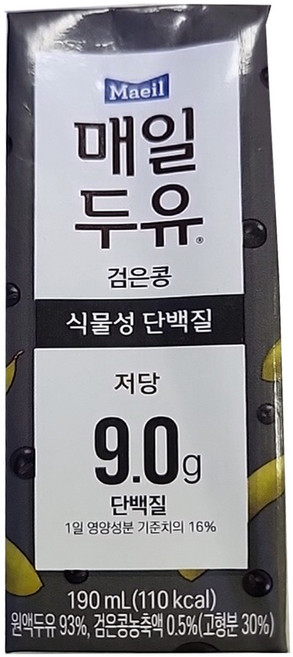 Maeil
매일
두유®
검은콩
식물성 단백질
저당
9.0g
단백질
1일 영양성분 기준치의 16%
190 mL(110 kcal)
원액두유 93%, 검은콩농축액 0.5%(고형분 30%)